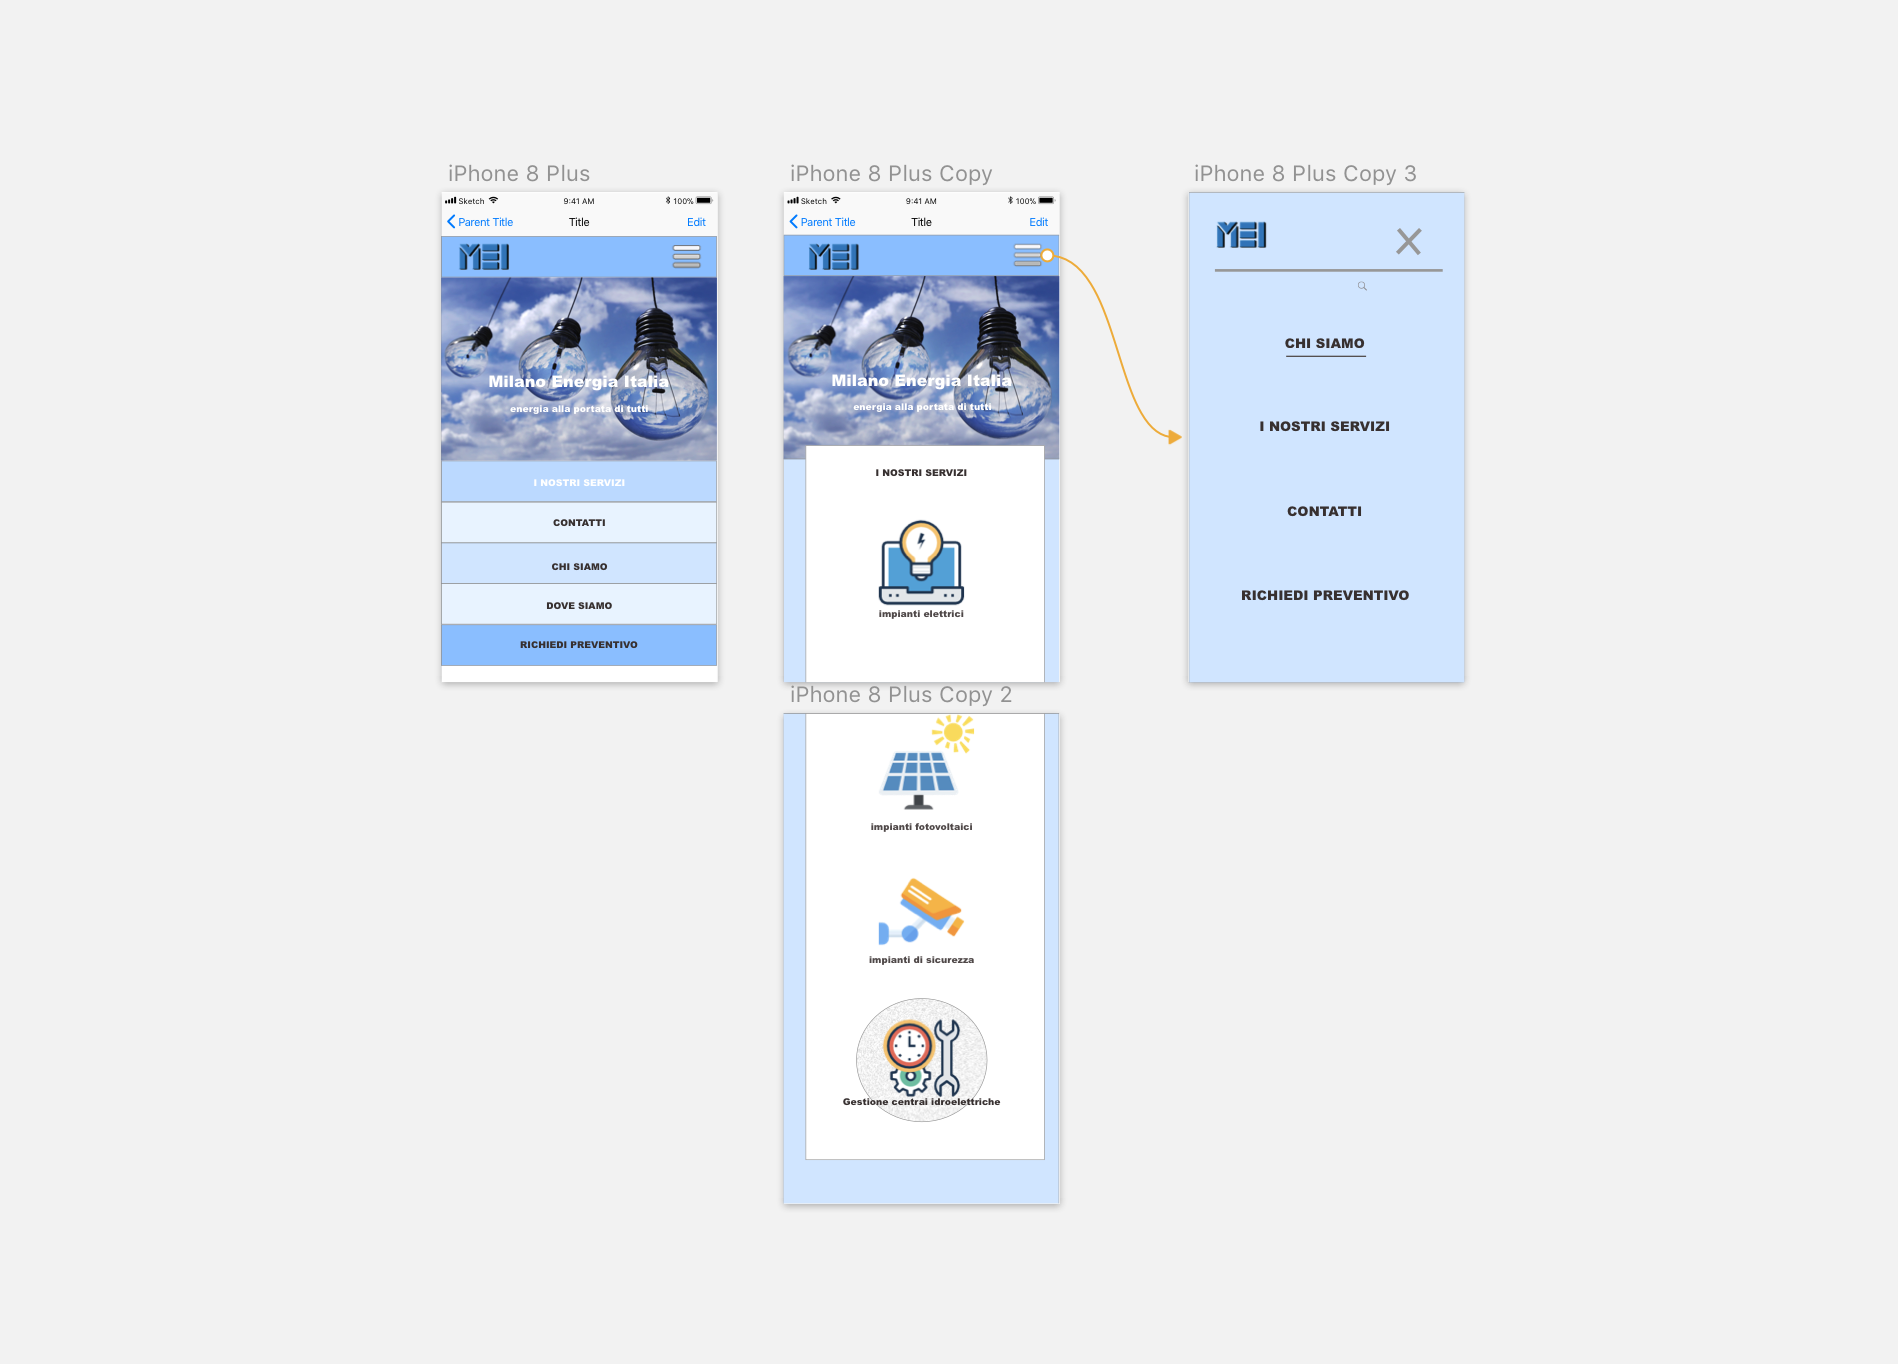 iPhone 8 Plus
Sketch 9:41 AM 100%
Parent Title Title Edit
MEI
Milano Energia Italia
energia alla portata di tutti
I NOSTRI SERVIZI
CONTATTI
CHI SIAMO
DOVE SIAMO
RICHIEDI PREVENTIVO
iPhone 8 Plus Copy
Sketch 9:41 AM 100%
Parent Title Title Edit
MEI
Milano Energia Italia
energia alla portata di tutti
I NOSTRI SERVIZI
impianti elettrici
iPhone 8 Plus Copy 2
impianti fotovoltaici
impianti di sicurezza
Gestione centrai idroelettriche
iPhone 8 Plus Copy 3
MEI
CHI SIAMO
I NOSTRI SERVIZI
CONTATTI
RICHIEDI PREVENTIVO